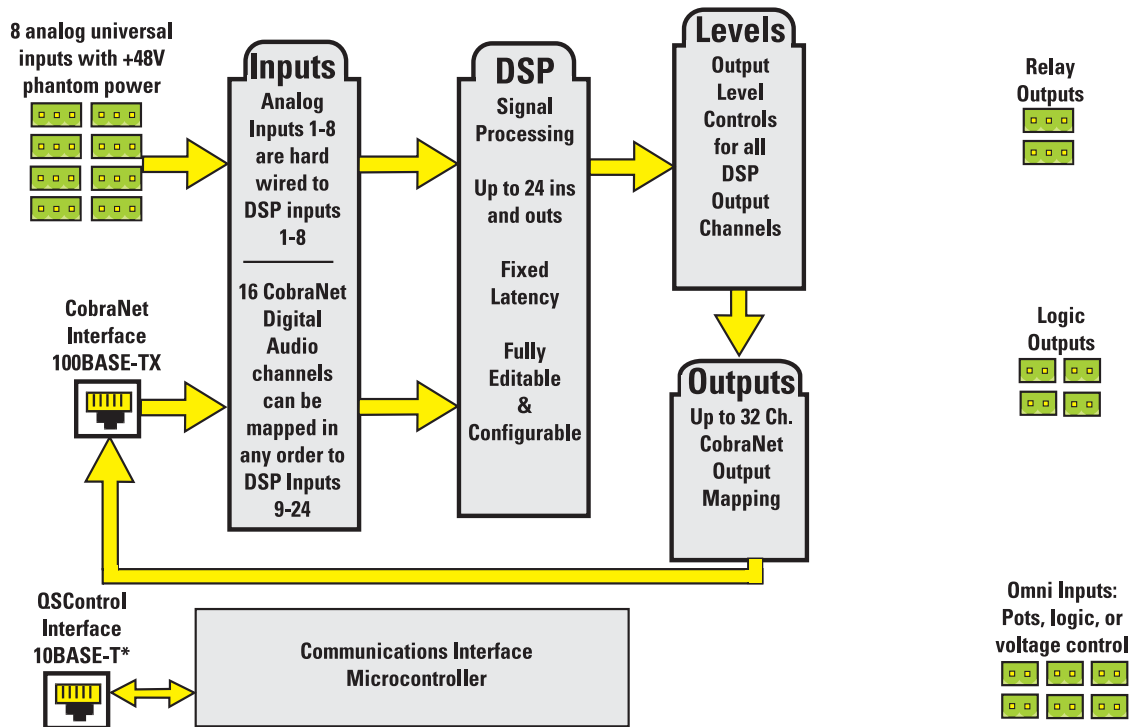 8 analog universal
inputs with +48V
phantom power
Inputs
Analog
Inputs 1-8
are hard
wired to
DSP inputs
1-8
16 CobraNet
Digital
Audio
channels
can be
mapped in
any order to
DSP Inputs
9-24
DSP
Signal
Processing
Up to 24 ins
and outs
Fixed
Latency
Fully
Editable
&
Configurable
Levels
Output
Level
Controls
for all
DSP
Output
Channels
Outputs
Up to 32 Ch.
CobraNet
Output
Mapping
Relay
Outputs
Logic
Outputs
CobraNet
Interface
100BASE-TX
QSControl
Interface
10BASE-T*
Communications Interface
Microcontroller
Omni Inputs:
Pots, logic, or
voltage control